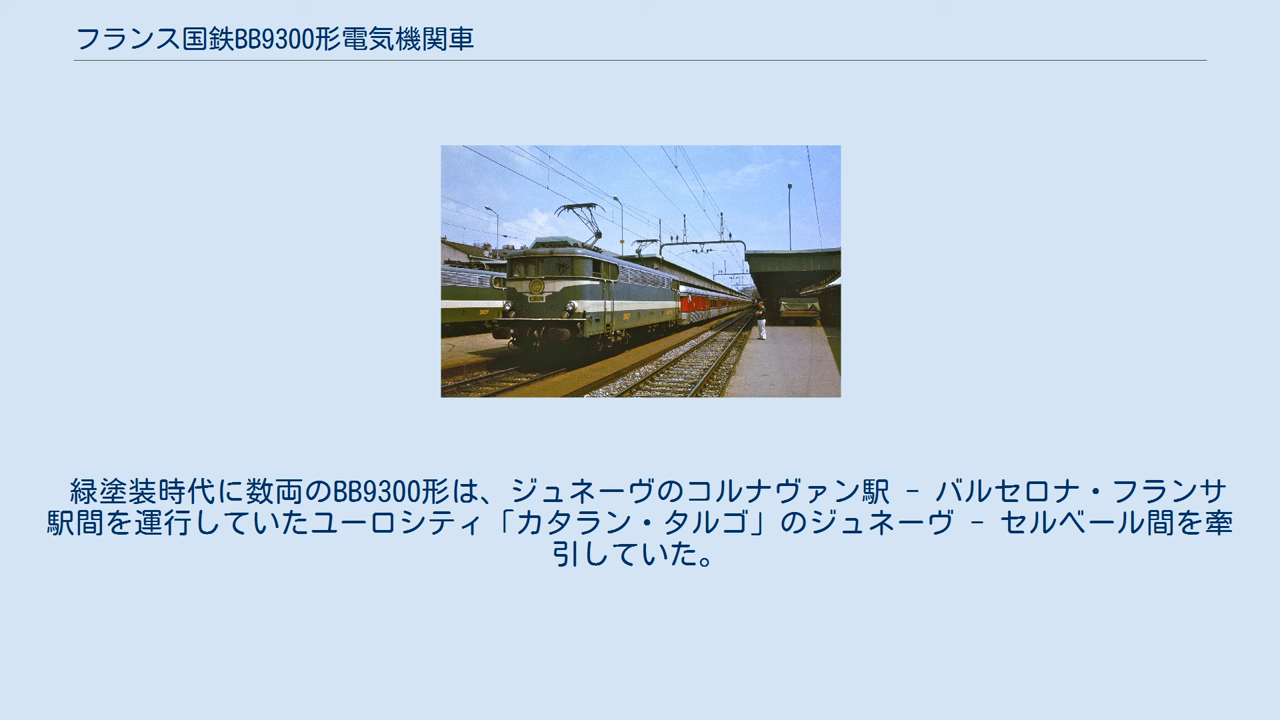 フランス国鉄BB9300形電気機関車
緑塗装時代に数両のBB9300形は、ジュネーヴのコルナヴァン駅 - バルセロナ・フランサ
駅間を運行していたユーロシティ「カタラン・タルゴ」のジュネーヴ - セルベール間を牽
引していた。